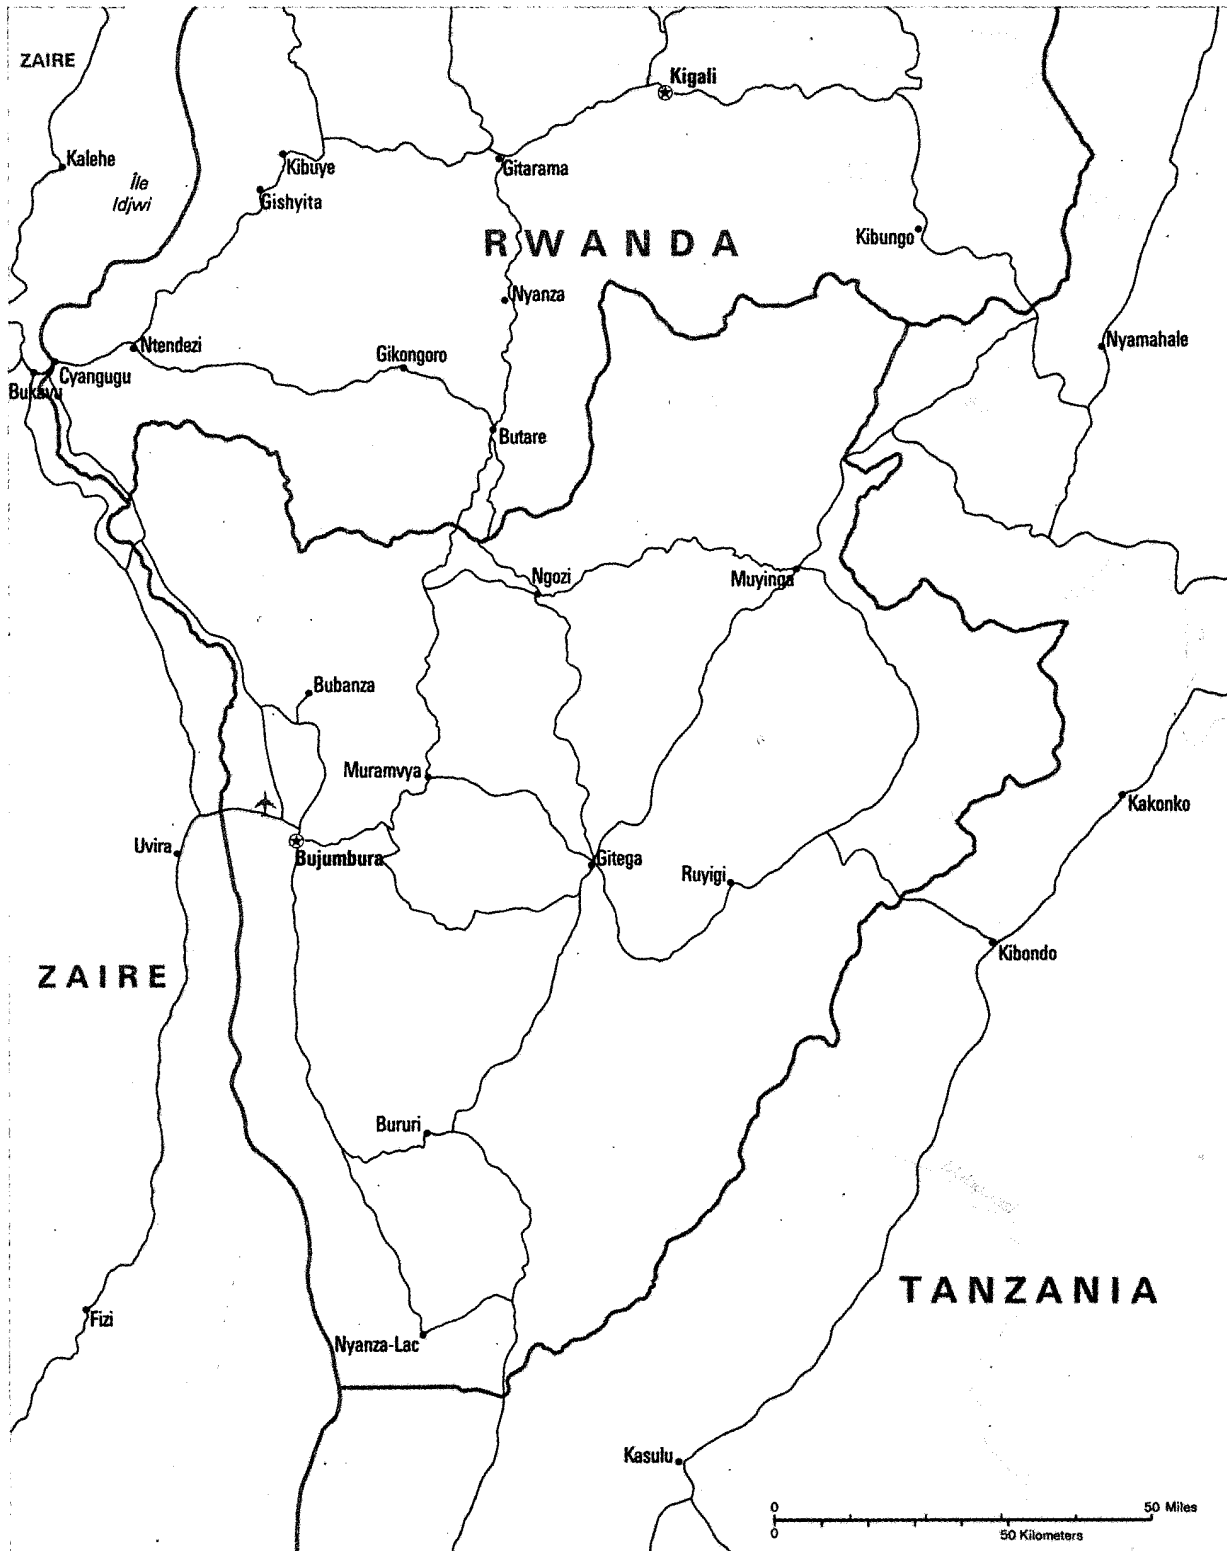 ZAIRE
Kigali
Kalehe
Kibuye
Gitarama
Île
Idjwi
Gishyita
RWANDA
Kibungo
Nyanza
Ntendezi
Gikongoro
Nyamahale
Cyangugu
Bukavu
Butare
Ngozi
Muyinga
Bubanza
Muramvya
Kakonko
Uvira
Bujumbura
Gitega
Ruyigi
Kibondo
ZAIRE
Bururi
TANZANIA
Fizi
Nyanza-Lac
Kasulu
0 50 Miles
0 50 Kilometers